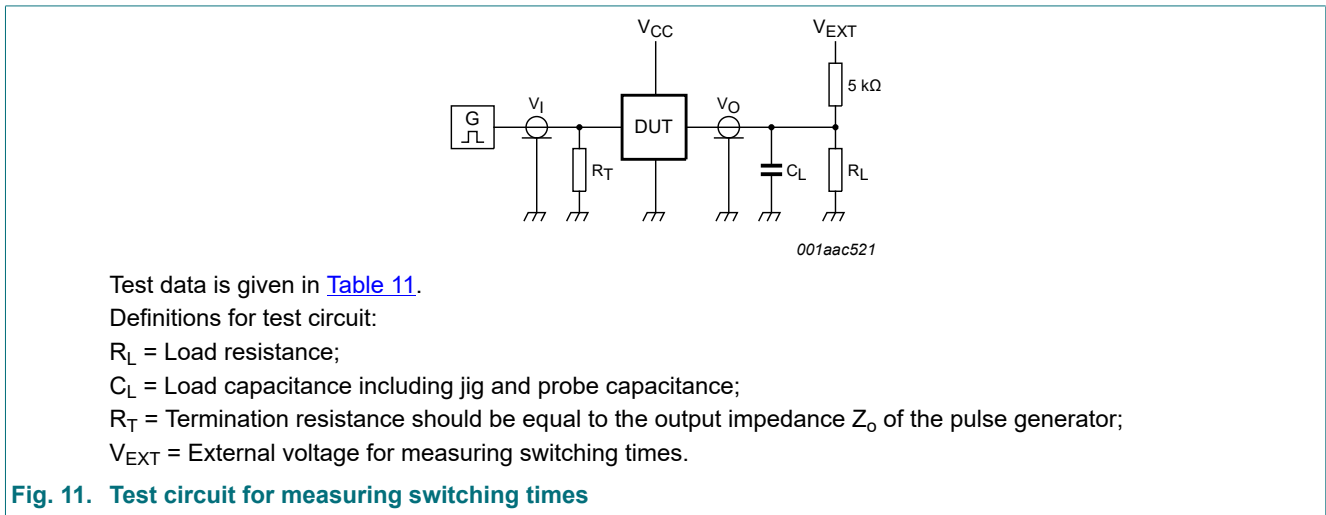 VCC
VEXT
5 kΩ
G
VI
DUT
VO
RT
CL
RL
001aac521
Test data is given in Table 11.
Definitions for test circuit:
RL = Load resistance;
CL = Load capacitance including jig and probe capacitance;
RT = Termination resistance should be equal to the output impedance Zo of the pulse generator;
VEXT = External voltage for measuring switching times.
Fig. 11. Test circuit for measuring switching times